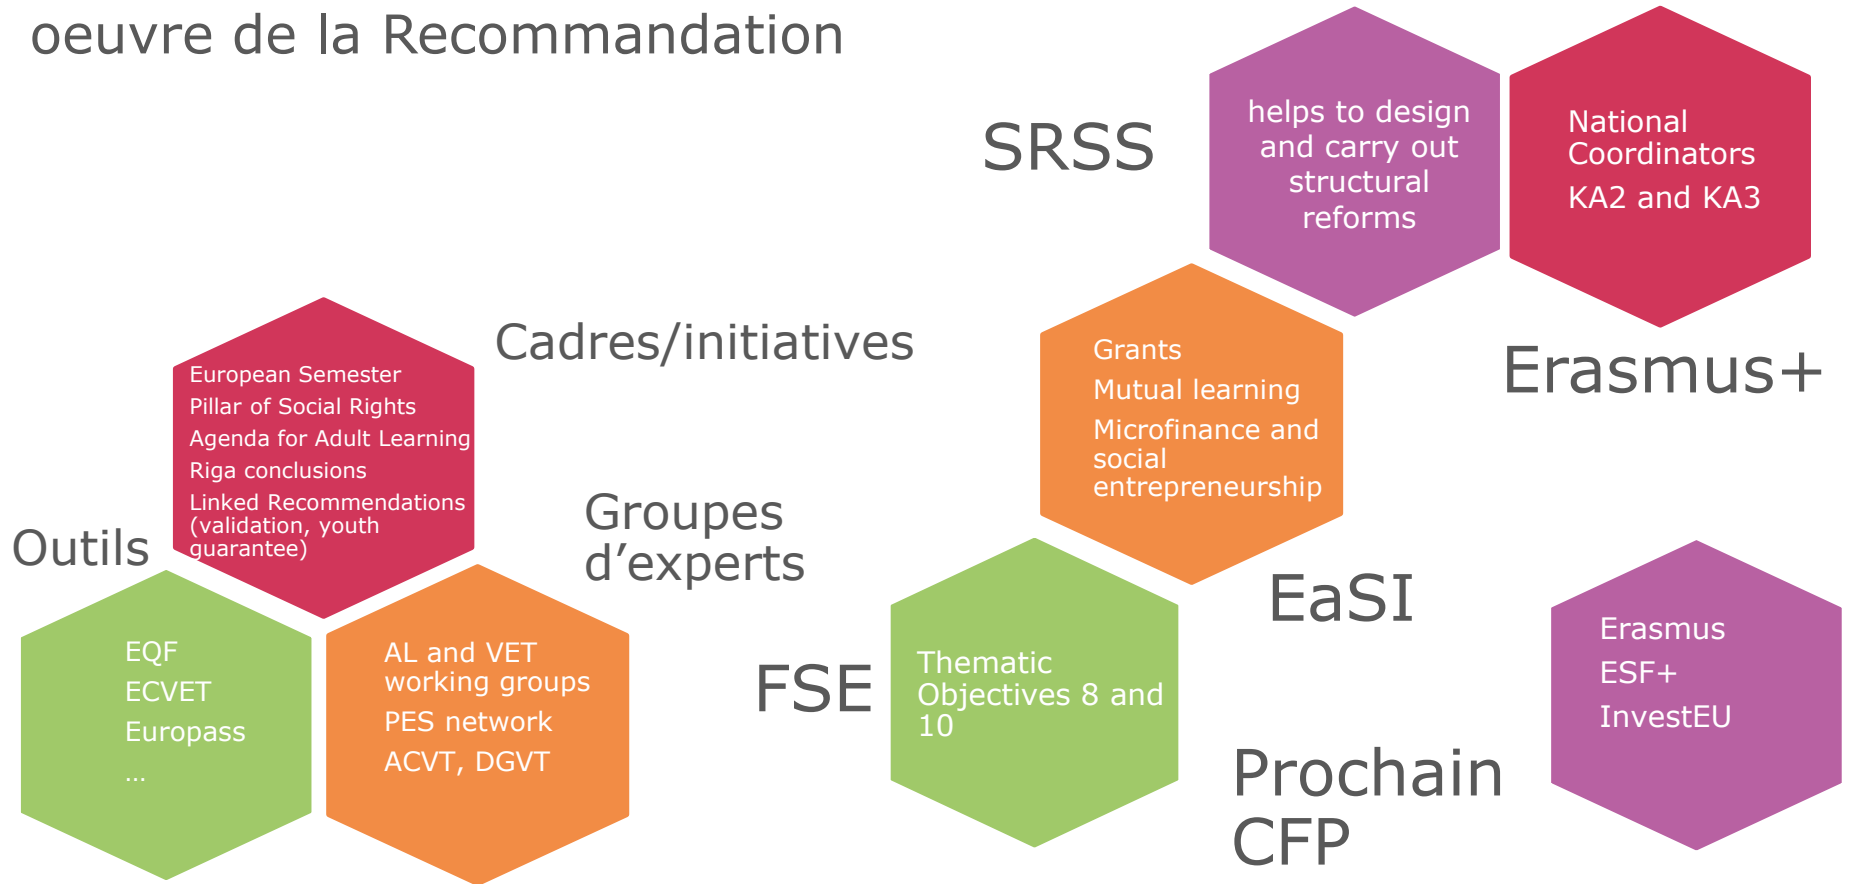 oeuvre de la Recommandation
SRSS
helps to design
and carry out
structural
reforms
National
Coordinators
KA2 and KA3
Erasmus+
Cadres/initiatives
European Semester
Pillar of Social Rights
Agenda for Adult Learning
Riga conclusions
Linked Recommendations
(validation, youth
guarantee)
Grants
Mutual learning
Microfinance and
social
entrepreneurship
EaSI
Outils
EQF
ECVET
Europass
...
Groupes
d’experts
AL and VET
working groups
PES network
ACVT, DGVT
FSE
Thematic
Objectives 8 and
10
Prochain
CFP
Erasmus
ESF+
InvestEU